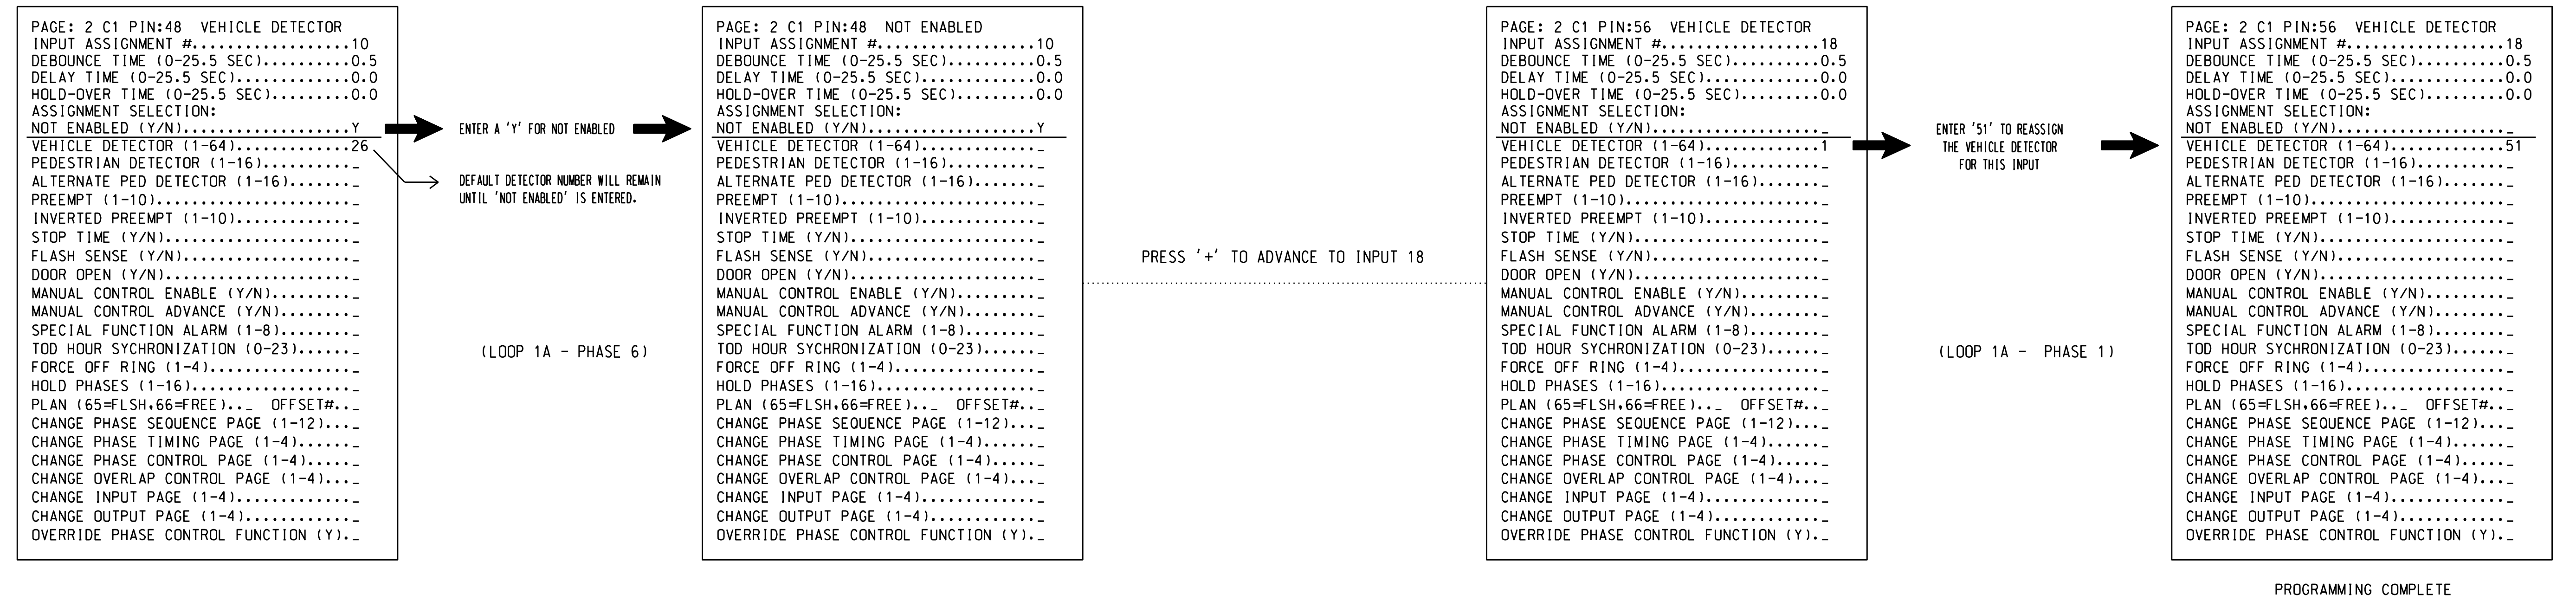 PAGE: 2 C1 PIN:48 VEHICLE DETECTOR
INPUT ASSIGNMENT #..................10
DEBOUNCE TIME (0-25.5 SEC)..........0.5
DELAY TIME (0-25.5 SEC).............0.0
HOLD-OVER TIME (0-25.5 SEC).........0.0
ASSIGNMENT SELECTION:
NOT ENABLED (Y/N)...................Y
VEHICLE DETECTOR (1-64).............26
PEDESTRIAN DETECTOR (1-16).........._
ALTERNATE PED DETECTOR (1-16)......._
PREEMPT (1-10)......................_
INVERTED PREEMPT (1-10)............._
STOP TIME (Y/N)....................._
FLASH SENSE (Y/N)..................._
DOOR OPEN (Y/N)....................._
MANUAL CONTROL ENABLE (Y/N)........._
MANUAL CONTROL ADVANCE (Y/N)........_
SPECIAL FUNCTION ALARM (1-8)........_
TOD HOUR SYCHRONIZATION (0-23)......_
FORCE OFF RING (1-4)................_
HOLD PHASES (1-16).................._
PLAN (65=FLSH,66=FREE).._ OFFSET#.._
CHANGE PHASE SEQUENCE PAGE (1-12)..._
CHANGE PHASE TIMING PAGE (1-4)......_
CHANGE PHASE CONTROL PAGE (1-4)....._
CHANGE OVERLAP CONTROL PAGE (1-4)..._
CHANGE INPUT PAGE (1-4)............._
CHANGE OUTPUT PAGE (1-4)............_
OVERRIDE PHASE CONTROL FUNCTION (Y)._
ENTER A 'Y' FOR NOT ENABLED
DEFAULT DETECTOR NUMBER WILL REMAIN
UNTIL 'NOT ENABLED' IS ENTERED.
(LOOP 1A - PHASE 6)
PAGE: 2 C1 PIN:48 NOT ENABLED
INPUT ASSIGNMENT #..................10
DEBOUNCE TIME (0-25.5 SEC)..........0.5
DELAY TIME (0-25.5 SEC).............0.0
HOLD-OVER TIME (0-25.5 SEC).........0.0
ASSIGNMENT SELECTION:
NOT ENABLED (Y/N)...................Y
VEHICLE DETECTOR (1-64)............._
PEDESTRIAN DETECTOR (1-16).........._
ALTERNATE PED DETECTOR (1-16)......._
PREEMPT (1-10)......................_
INVERTED PREEMPT (1-10)............._
STOP TIME (Y/N)....................._
FLASH SENSE (Y/N)..................._
DOOR OPEN (Y/N)....................._
MANUAL CONTROL ENABLE (Y/N)........._
MANUAL CONTROL ADVANCE (Y/N)........_
SPECIAL FUNCTION ALARM (1-8)........_
TOD HOUR SYCHRONIZATION (0-23)......_
FORCE OFF RING (1-4)................_
HOLD PHASES (1-16).................._
PLAN (65=FLSH,66=FREE).._ OFFSET#.._
CHANGE PHASE SEQUENCE PAGE (1-12)..._
CHANGE PHASE TIMING PAGE (1-4)......_
CHANGE PHASE CONTROL PAGE (1-4)....._
CHANGE OVERLAP CONTROL PAGE (1-4)..._
CHANGE INPUT PAGE (1-4)............._
CHANGE OUTPUT PAGE (1-4)............_
OVERRIDE PHASE CONTROL FUNCTION (Y)._
PRESS '+' TO ADVANCE TO INPUT 18
PAGE: 2 C1 PIN:56 VEHICLE DETECTOR
INPUT ASSIGNMENT #..................18
DEBOUNCE TIME (0-25.5 SEC)..........0.5
DELAY TIME (0-25.5 SEC).............0.0
HOLD-OVER TIME (0-25.5 SEC).........0.0
ASSIGNMENT SELECTION:
NOT ENABLED (Y/N)..................._
VEHICLE DETECTOR (1-64).............1
PEDESTRIAN DETECTOR (1-16).........._
ALTERNATE PED DETECTOR (1-16)......._
PREEMPT (1-10)......................_
INVERTED PREEMPT (1-10)............._
STOP TIME (Y/N)....................._
FLASH SENSE (Y/N)..................._
DOOR OPEN (Y/N)....................._
MANUAL CONTROL ENABLE (Y/N)........._
MANUAL CONTROL ADVANCE (Y/N)........_
SPECIAL FUNCTION ALARM (1-8)........_
TOD HOUR SYCHRONIZATION (0-23)......_
FORCE OFF RING (1-4)................_
HOLD PHASES (1-16).................._
PLAN (65=FLSH,66=FREE).._ OFFSET#.._
CHANGE PHASE SEQUENCE PAGE (1-12)..._
CHANGE PHASE TIMING PAGE (1-4)......_
CHANGE PHASE CONTROL PAGE (1-4)....._
CHANGE OVERLAP CONTROL PAGE (1-4)..._
CHANGE INPUT PAGE (1-4)............._
CHANGE OUTPUT PAGE (1-4)............_
OVERRIDE PHASE CONTROL FUNCTION (Y)._
ENTER '51' TO REASSIGN
THE VEHICLE DETECTOR
FOR THIS INPUT
(LOOP 1A - PHASE 1)
PAGE: 2 C1 PIN:56 VEHICLE DETECTOR
INPUT ASSIGNMENT #..................18
DEBOUNCE TIME (0-25.5 SEC)..........0.5
DELAY TIME (0-25.5 SEC).............0.0
HOLD-OVER TIME (0-25.5 SEC).........0.0
ASSIGNMENT SELECTION:
NOT ENABLED (Y/N)..................._
VEHICLE DETECTOR (1-64).............51
PEDESTRIAN DETECTOR (1-16).........._
ALTERNATE PED DETECTOR (1-16)......._
PREEMPT (1-10)......................_
INVERTED PREEMPT (1-10)............._
STOP TIME (Y/N)....................._
FLASH SENSE (Y/N)..................._
DOOR OPEN (Y/N)....................._
MANUAL CONTROL ENABLE (Y/N)........._
MANUAL CONTROL ADVANCE (Y/N)........_
SPECIAL FUNCTION ALARM (1-8)........_
TOD HOUR SYCHRONIZATION (0-23)......_
FORCE OFF RING (1-4)................_
HOLD PHASES (1-16).................._
PLAN (65=FLSH,66=FREE).._ OFFSET#.._
CHANGE PHASE SEQUENCE PAGE (1-12)..._
CHANGE PHASE TIMING PAGE (1-4)......_
CHANGE PHASE CONTROL PAGE (1-4)....._
CHANGE OVERLAP CONTROL PAGE (1-4)..._
CHANGE INPUT PAGE (1-4)............._
CHANGE OUTPUT PAGE (1-4)............_
OVERRIDE PHASE CONTROL FUNCTION (Y)._
PROGRAMMING COMPLETE